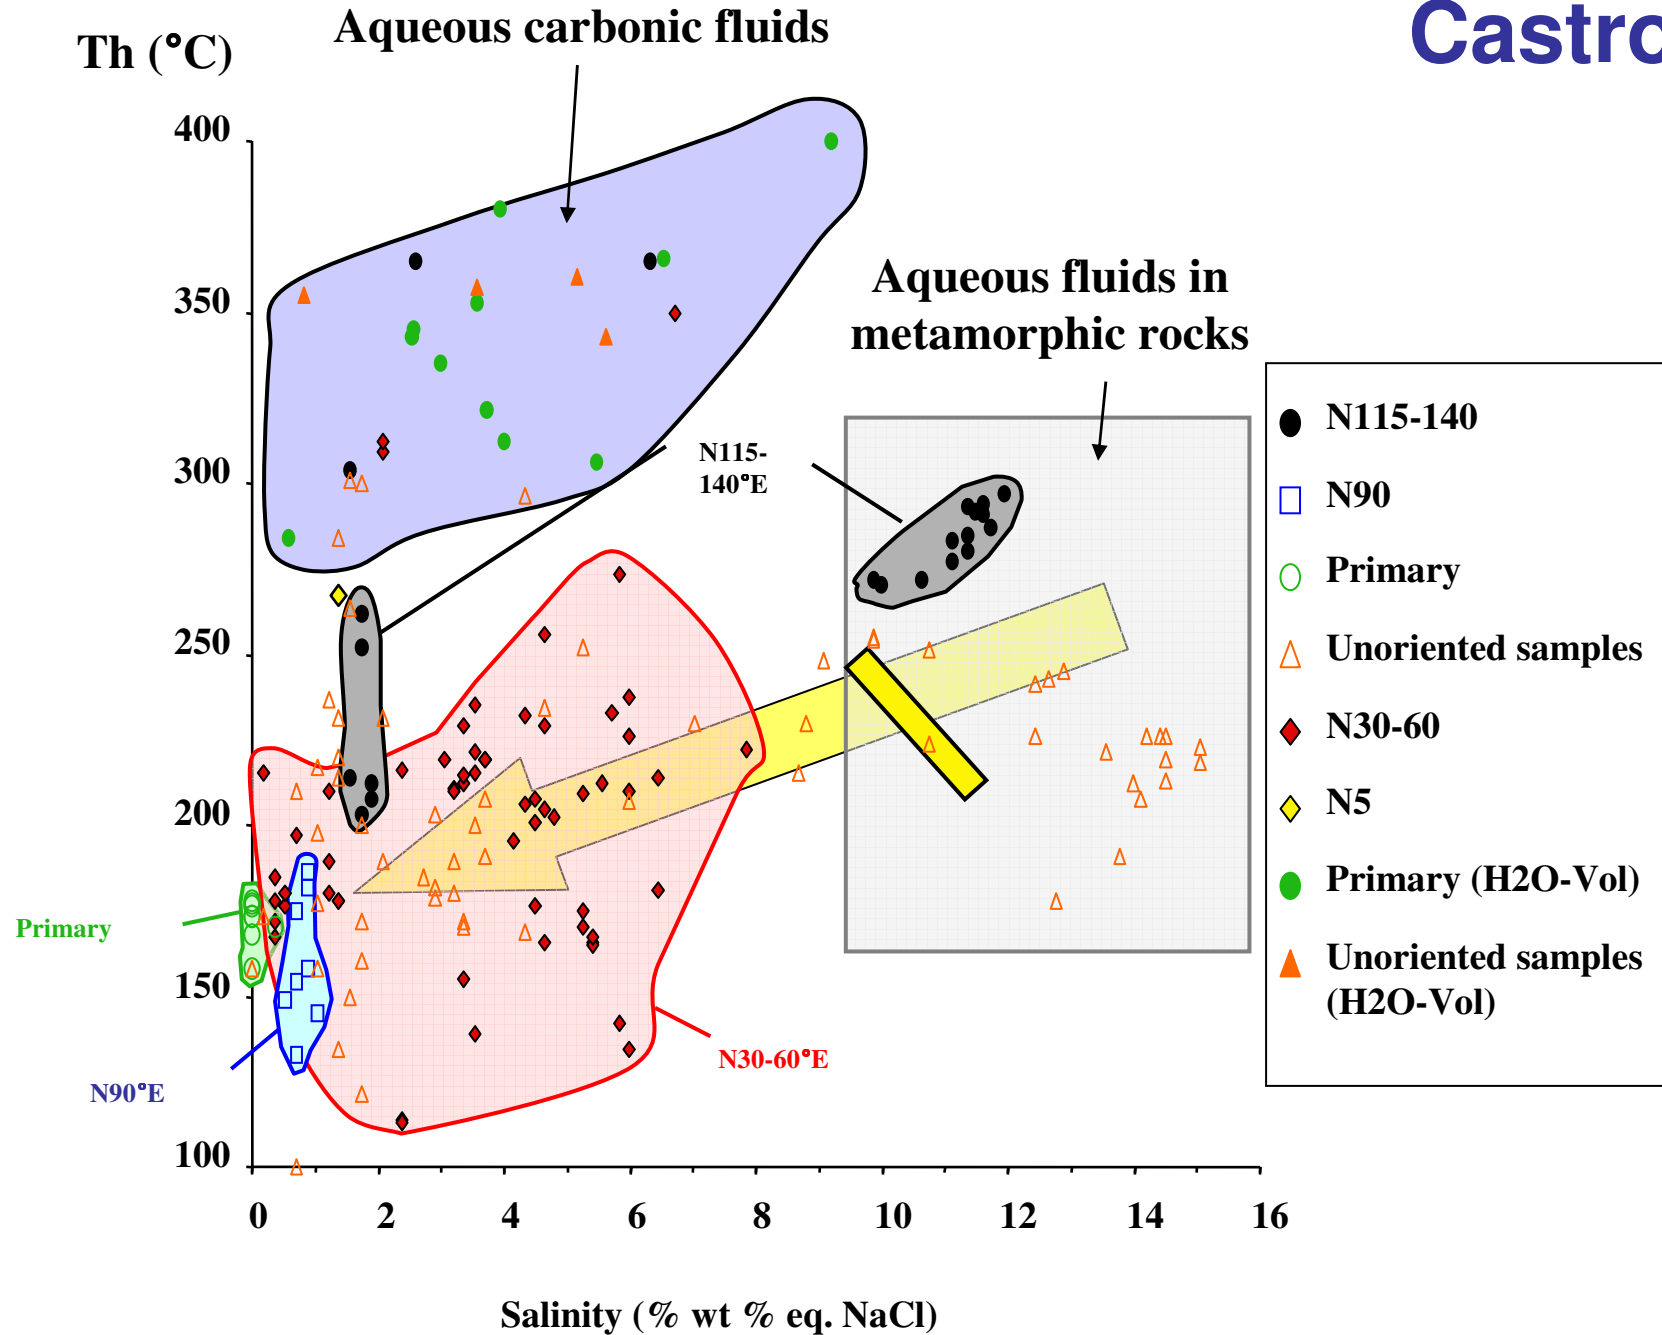 Aqueous carbonic fluids
Castro
Th (°C)
400
350
300
250
200
150
100
Aqueous fluids in
metamorphic rocks
N115-
140°E
N115-140
N90
Primary
Unoriented samples
N30-60
N5
Primary (H2O-Vol)
Unoriented samples
(H2O-Vol)
Primary
N90°E
N30-60°E
0 2 4 6 8 10 12 14 16
Salinity (% wt % eq. NaCl)